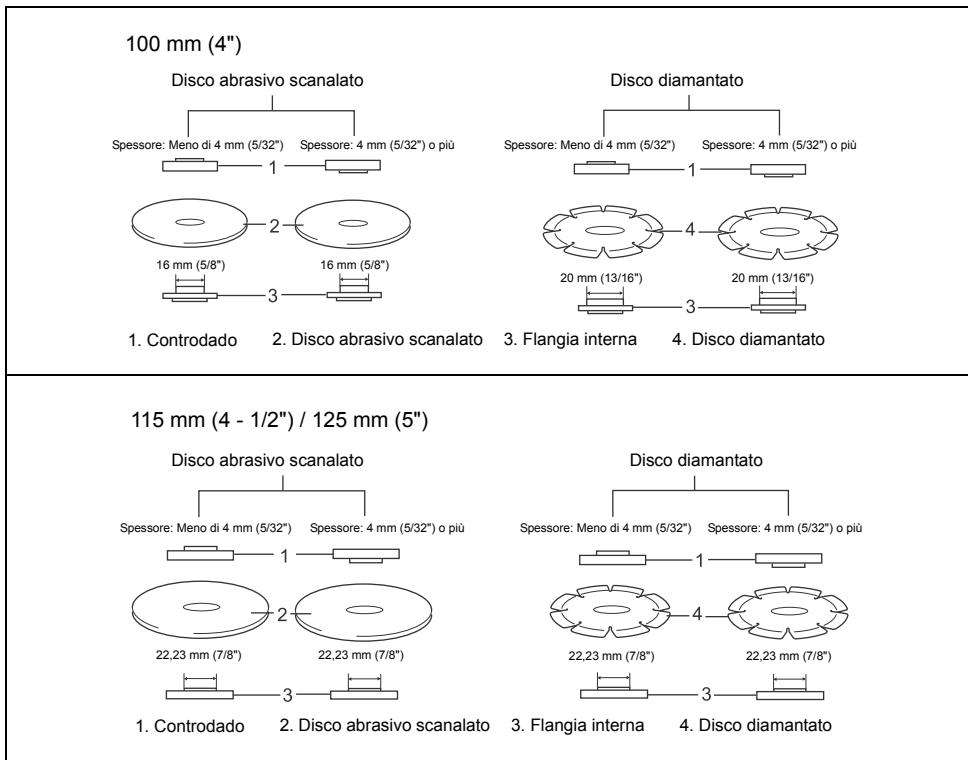 100 mm (4")
Disco abrasivo scanalato Disco diamantato
Spessore: Meno di 4 mm (5/32") Spessore: 4 mm (5/32") o più Spessore: Meno di 4 mm (5/32") Spessore: 4 mm (5/32") o più
1 1
2 4
16 mm (5/8") 16 mm (5/8") 20 mm (13/16") 20 mm (13/16")
3 3
1. Controdado 2. Disco abrasivo scanalato 3. Flangia interna 4. Disco diamantato
115 mm (4 - 1/2") / 125 mm (5")
Disco abrasivo scanalato Disco diamantato
Spessore: Meno di 4 mm (5/32") Spessore: 4 mm (5/32") o più Spessore: Meno di 4 mm (5/32") Spessore: 4 mm (5/32") o più
1 1
2 4
22,23 mm (7/8") 22,23 mm (7/8") 22,23 mm (7/8") 22,23 mm (7/8")
3 3
1. Controdado 2. Disco abrasivo scanalato 3. Flangia interna 4. Disco diamantato